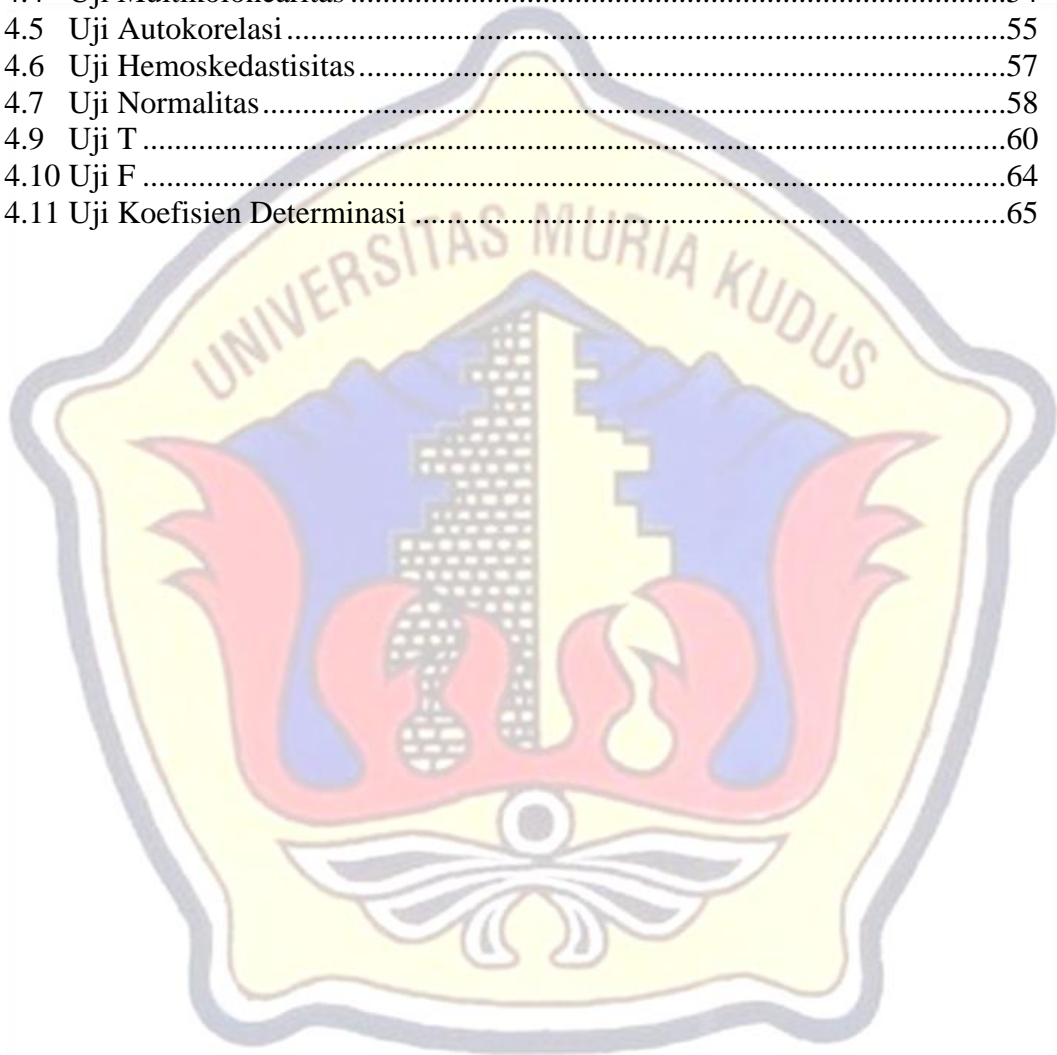 4.5 Uji Autokorelasi....................................................................................55
4.6 Uji Hemoskedastisitas..........................................................................57
4.7 Uji Normalitas......................................................................................58
4.9 Uji T .....................................................................................................60
4.10 Uji F ....................................................................................................64
4.11 Uji Koefisien Determinasi ..................................................................65
UNIVERSITAS MURIA KUDUS